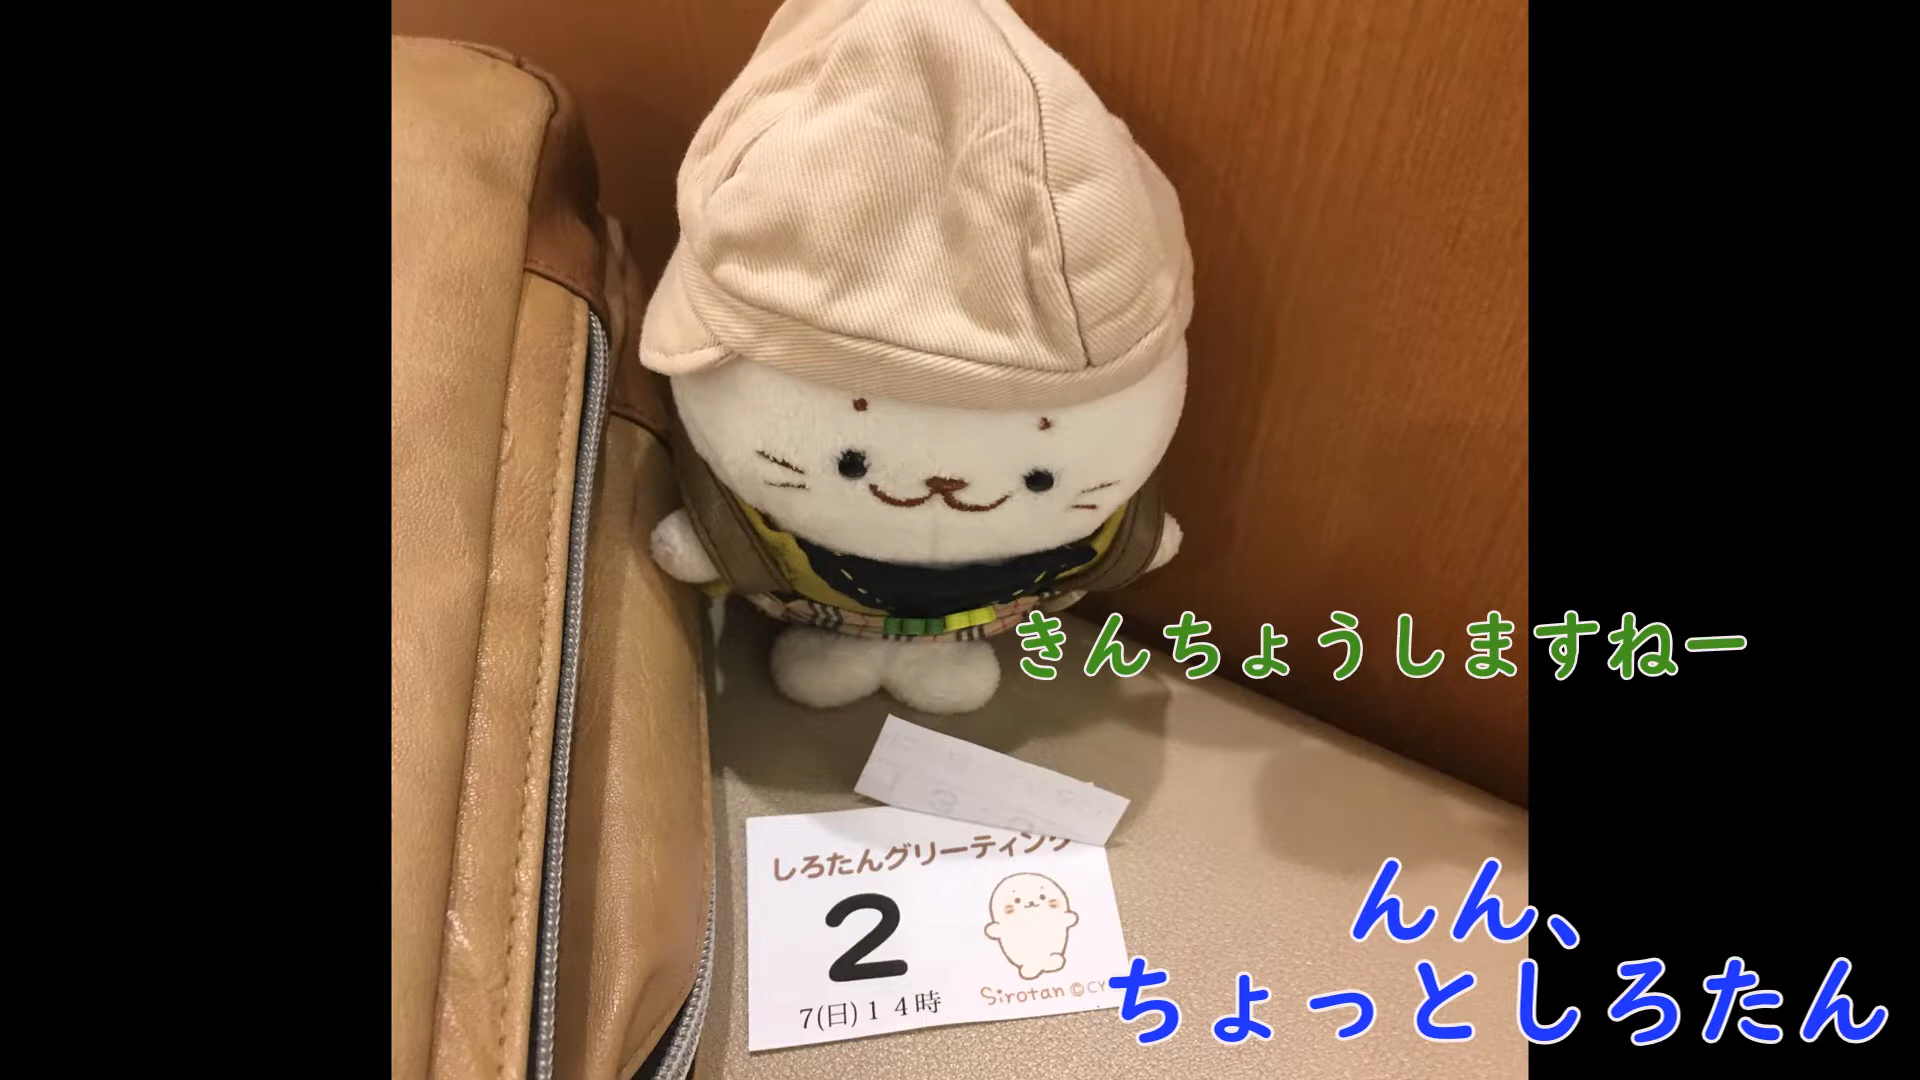 きんちょうしますねー
しろたんグリーティング
2
7(日)14時
Sirotan ©CY
んん、
ちょっとしろたん